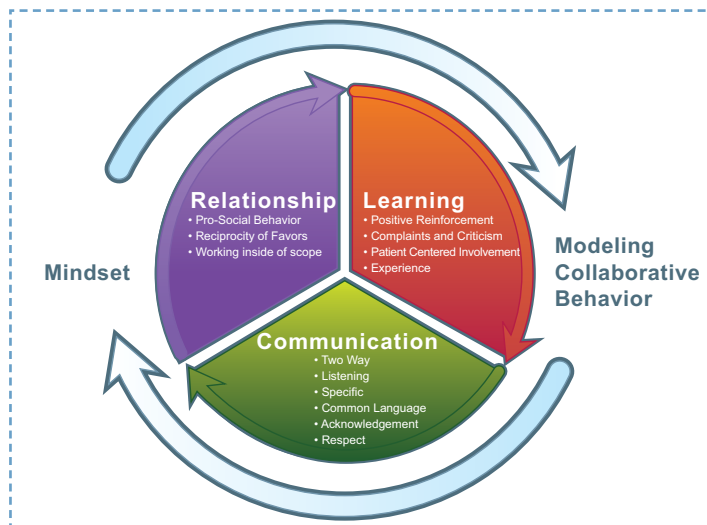 Relationship
• Pro-Social Behavior
• Reciprocity of Favors
• Working inside of scope
Learning
• Positive Reinforcement
• Complaints and Criticism
• Patient Centered Involvement
• Experience
Mindset
Modeling
Collaborative
Behavior
Communication
• Two Way
• Listening
• Specific
• Common Language
• Acknowledgement
• Respect